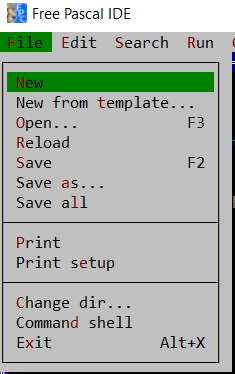 Free Pascal IDE
File Edit Search Run
New
New from template...
Open... F3
Reload
Save F2
Save as...
Save all
Print
Print setup
Change dir...
Command shell
Exit Alt+X